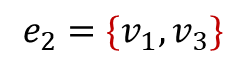 e₂ = {v₁, v₃}